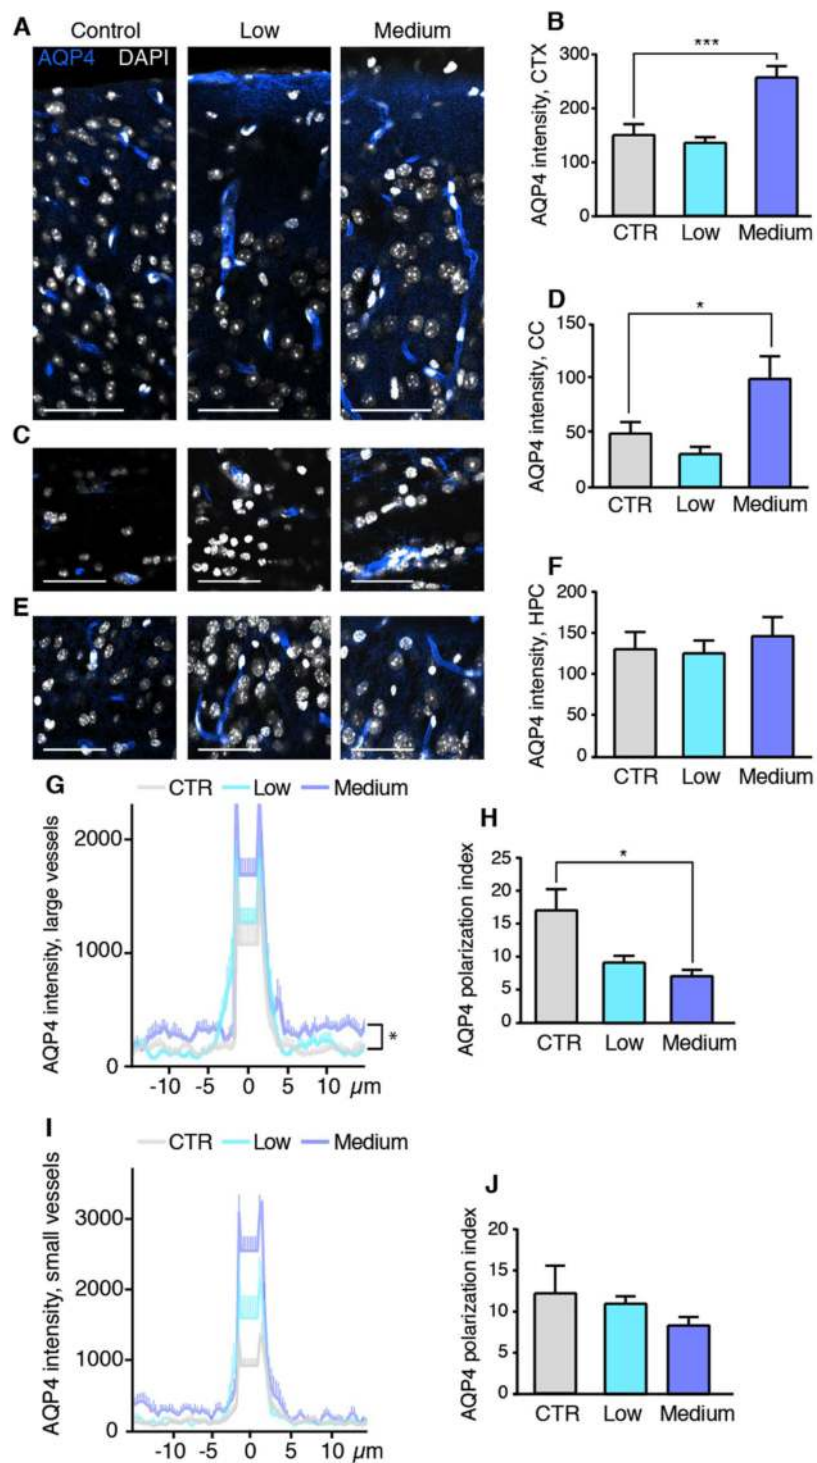 A
Control
Low
Medium
AQP4 DAPI
B
AQP4 intensity, CTX
300
200
100
0
***
CTR Low Medium
C
D
AQP4 intensity, CC
150
100
50
0
*
CTR Low Medium
E
F
AQP4 intensity, HPC
200
150
100
50
0
CTR Low Medium
G
CTR Low Medium
AQP4 intensity, large vessels
2000
1000
0
*
-10 -5 0 5 10 µm
H
AQP4 polarization index
25
20
15
10
5
0
*
CTR Low Medium
I
CTR Low Medium
AQP4 intensity, small vessels
3000
2000
1000
0
-10 -5 0 5 10 µm
J
AQP4 polarization index
20
15
10
5
0
CTR Low Medium